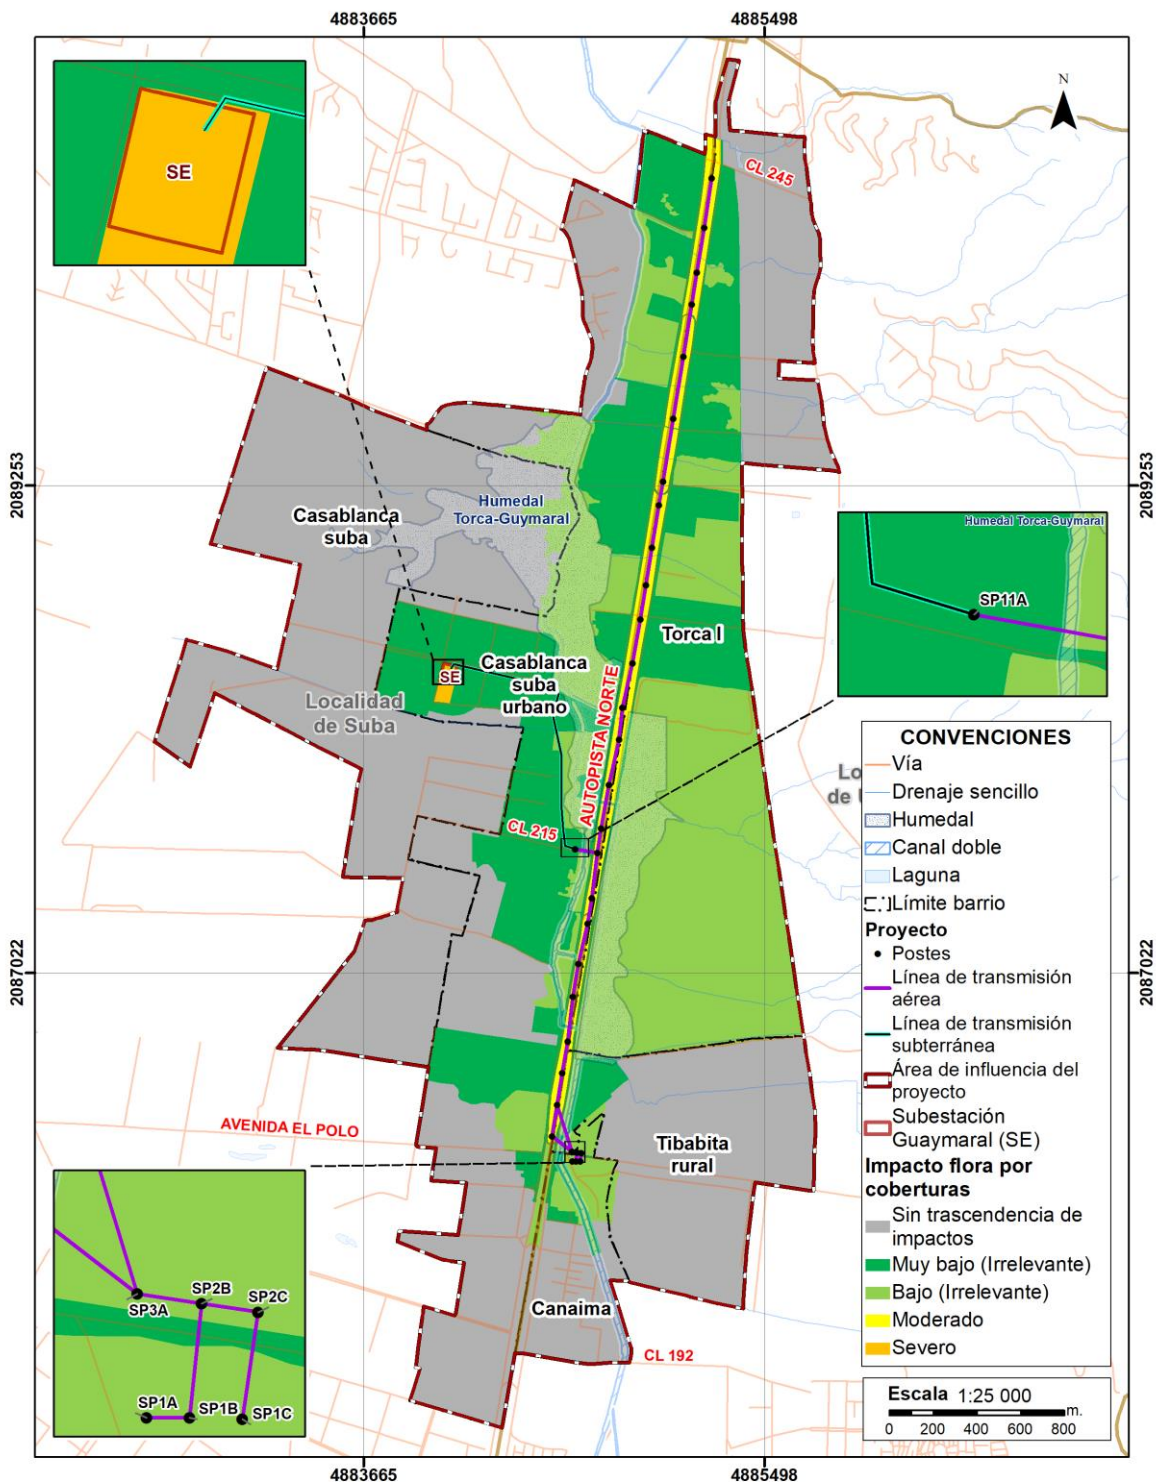 4883665
4885498
N
SE
CL 245
2089253
2089253
Humedal
Torca-Guymaral
Casablanca
suba
Humedal Torca-Guymaral
SP11A
Torca I
Casablanca
suba
urbano
SE
Localidad
de Suba
AUTOPISTA NORTE
CL 215
Lo
de U
CONVENCIONES
Vía
Drenaje sencillo
Humedal
Canal doble
Laguna
Límite barrio
Proyecto
Postes
Línea de transmisión
aérea
Línea de transmisión
subterránea
Área de influencia del
proyecto
Subestación
Guaymaral (SE)
Impacto flora por
coberturas
Sin trascendencia de
impactos
Muy bajo (Irrelevante)
Bajo (Irrelevante)
Moderado
Severo
2087022
2087022
AVENIDA EL POLO
Tibabita
rural
SP3A
SP2B
SP2C
SP1A
SP1B
SP1C
Canaima
CL 192
Escala 1:25 000
m.
0 200 400 600 800
4883665
4885498